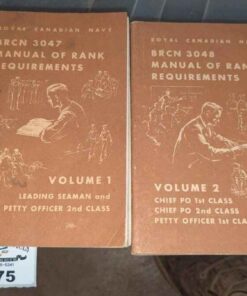 ROYAL CANADIAN NAVY
BRCN 3047
MANUAL OF RANK
REQUIREMENTS
VOLUME 1
LEADING SEAMAN and
PETTY OFFICER 2nd CLASS
ROYAL CANADIAN NA
BRCN 3048
MANUAL OF RANK
REQUIREMENTS
VOLUME 2
CHIEF PO 1st CLASS
CHIEF PO 2nd CLASS
PETTY OFFICER 1st CLASS
75